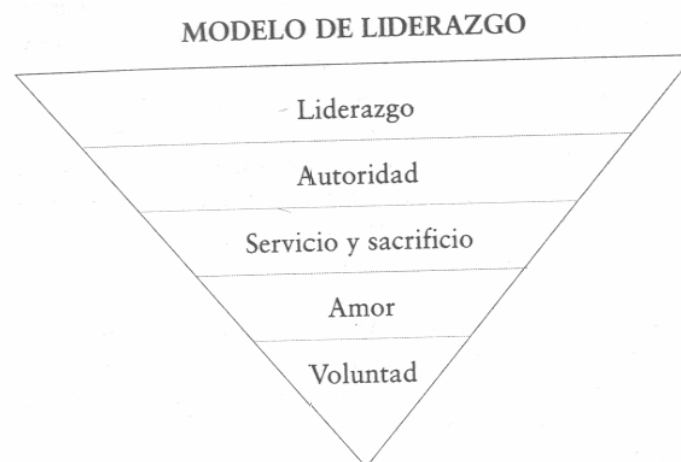 MODELO DE LIDERAZGO
Liderazgo
Autoridad
Servicio y sacrificio
Amor
Voluntad